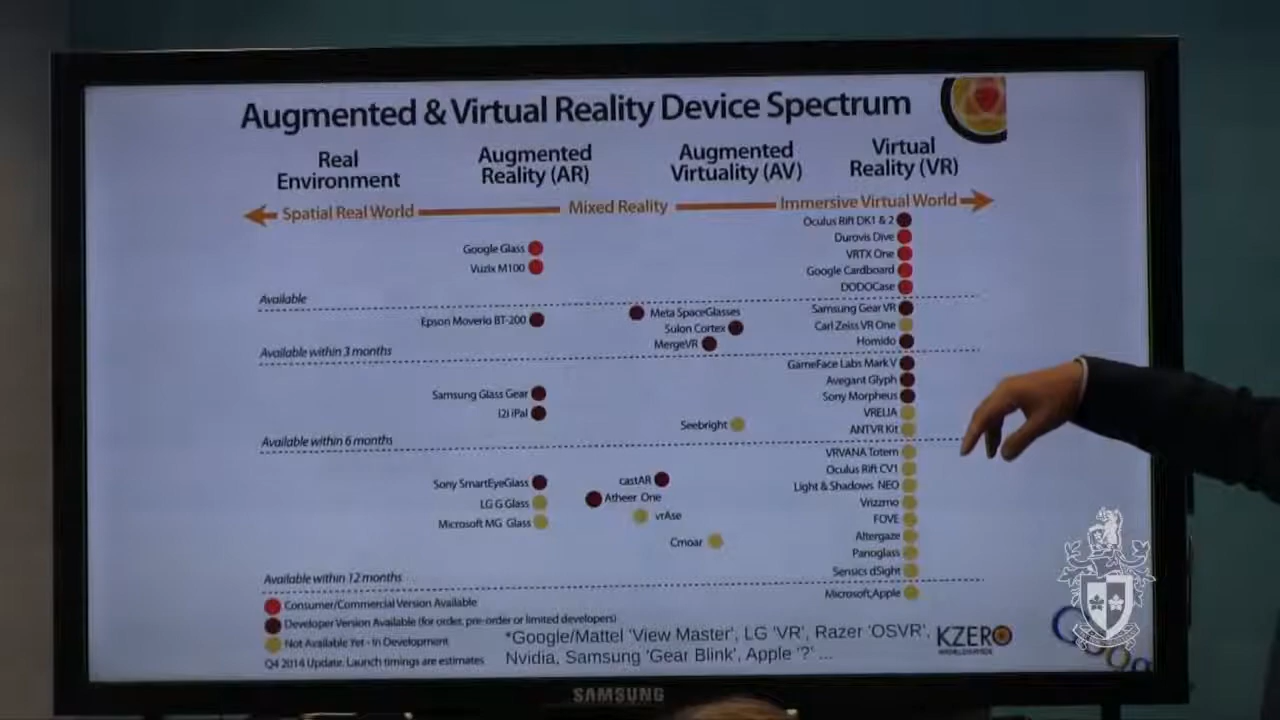 Augmented & Virtual Reality Device Spectrum
Real
Environment
Augmented
Reality (AR)
Augmented
Virtuality (AV)
Virtual
Reality (VR)
Spatial Real World
Mixed Reality
Immersive Virtual World
Oculus Rift DK1 & 2
Durovis Dive
Google Glass
VRTX One
Vuzix M100
Google Cardboard
DODOCase
Available
Samsung Gear VR
Meta SpaceGlasses
Epson Moverio BT-200
Carl Zeiss VR One
Sulon Cortex
Homido
MergeVR
Available within 3 months
GameFace Labs Mark V
Avegant Glyph
Samsung Glass Gear
Sony Morpheus
i2i iPal
VRELIA
Seebright
ANTVR Kit
Available within 6 months
VRVANA Totem
Oculus Rift CV1
Sony SmartEyeGlass
castAR
Light & Shadows NEO
Atheer One
LG G Glass
Vrizzmo
vrAse
FOVE
Microsoft MG Glass
Altergaze
Cmoar
Panoglass
Sensics dSight
Available within 12 months
Microsoft,Apple
Consumer/Commercial Version Available
Developer Version Available (for order, pre-order or limited developers)
Not Available Yet - In Development
Q4 2014 Update. Launch timings are estimates
*Google/Mattel 'View Master', LG 'VR', Razer 'OSVR',
Nvidia, Samsung 'Gear Blink', Apple '?' ...
KZERO
WORLDSWIDE
SAMSUNG